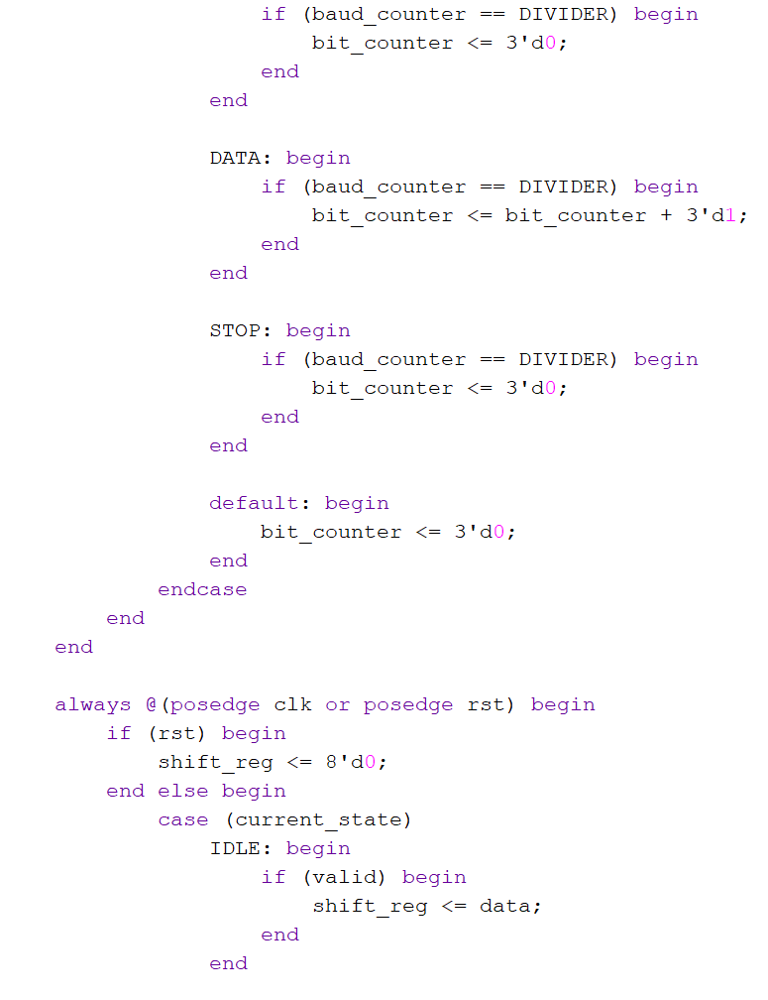 if (baud_counter == DIVIDER) begin
                    bit_counter <= 3'd0;
                end
            end

            DATA: begin
                if (baud_counter == DIVIDER) begin
                    bit_counter <= bit_counter + 3'd1;
                end
            end

            STOP: begin
                if (baud_counter == DIVIDER) begin
                    bit_counter <= 3'd0;
                end
            end

            default: begin
                bit_counter <= 3'd0;
            end
        endcase
    end
end

always @(posedge clk or posedge rst) begin
    if (rst) begin
        shift_reg <= 8'd0;
    end else begin
        case (current_state)
            IDLE: begin
                if (valid) begin
                    shift_reg <= data;
                end
            end